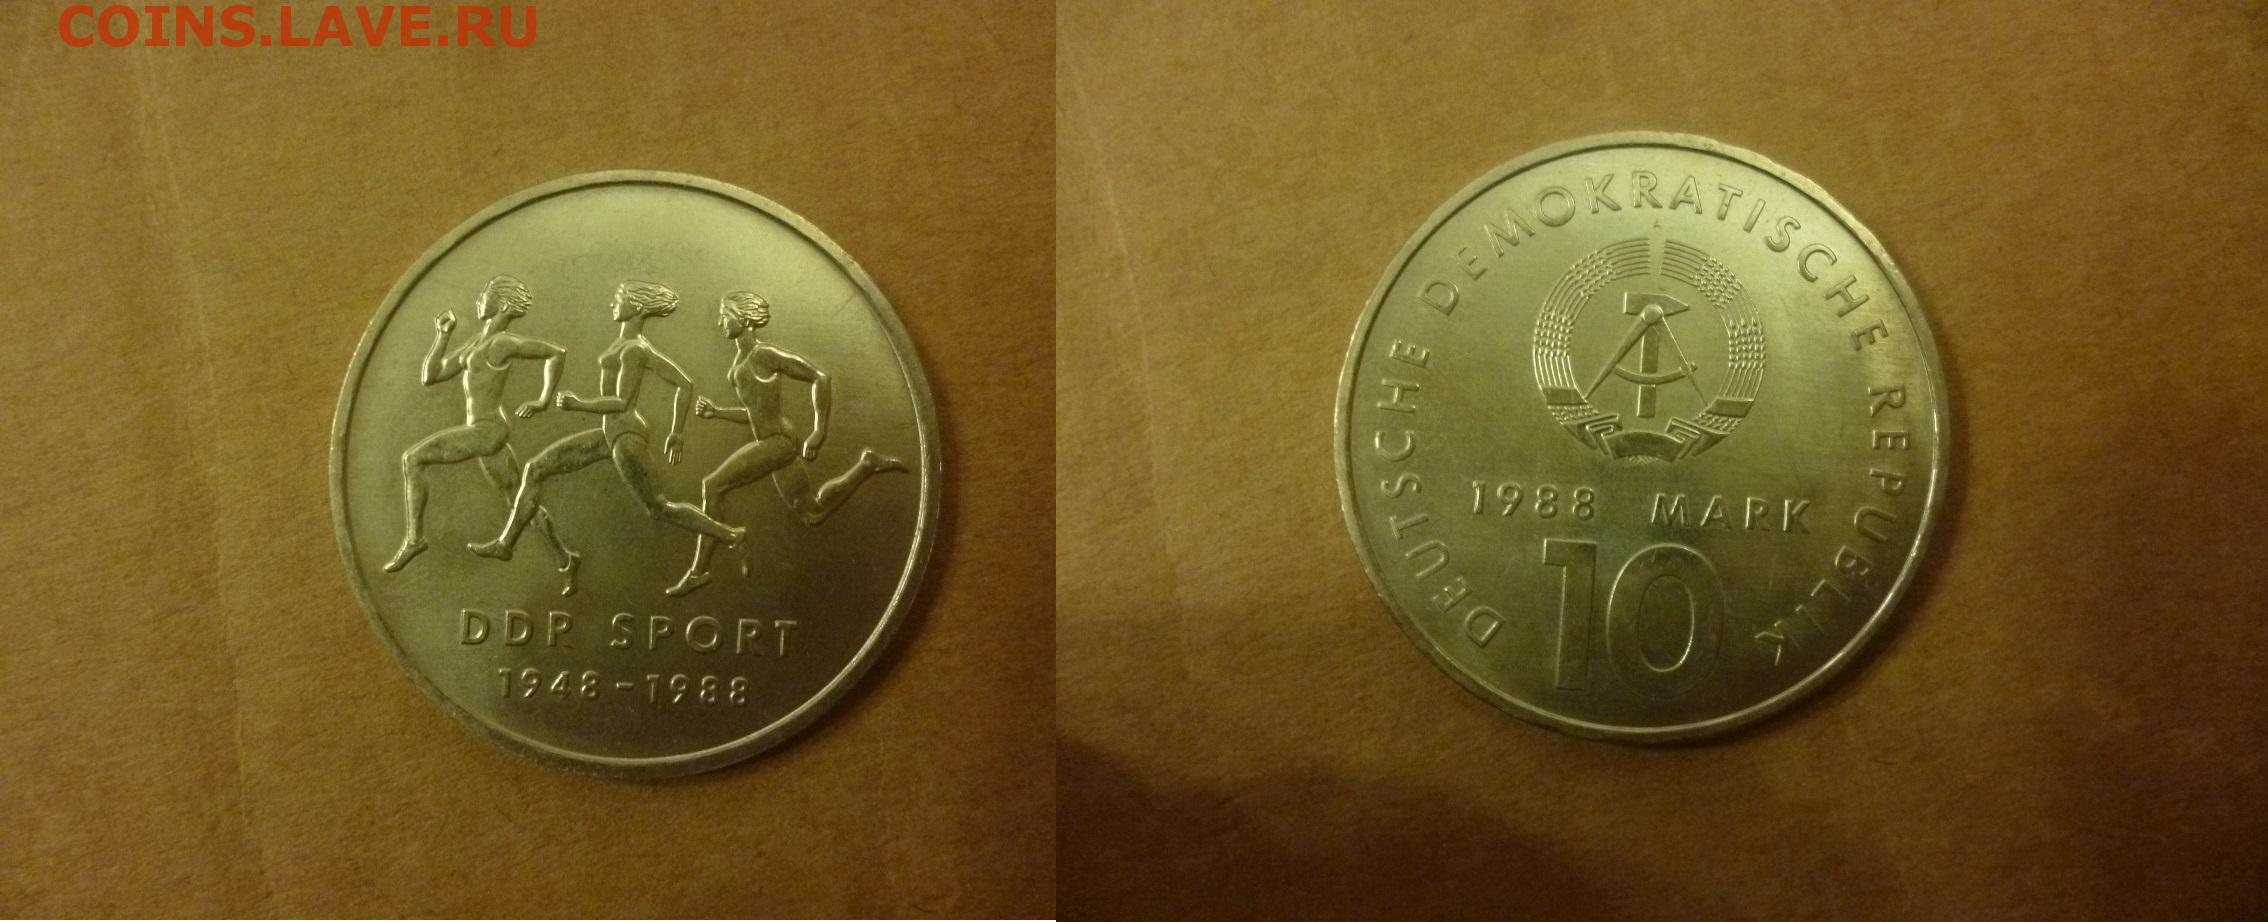 COINS.LAVE.RU
DDR SPORT
1948-1988
DEUTSCHE DEMOKRATISCHE REPUBLIK
1988 MARK
10